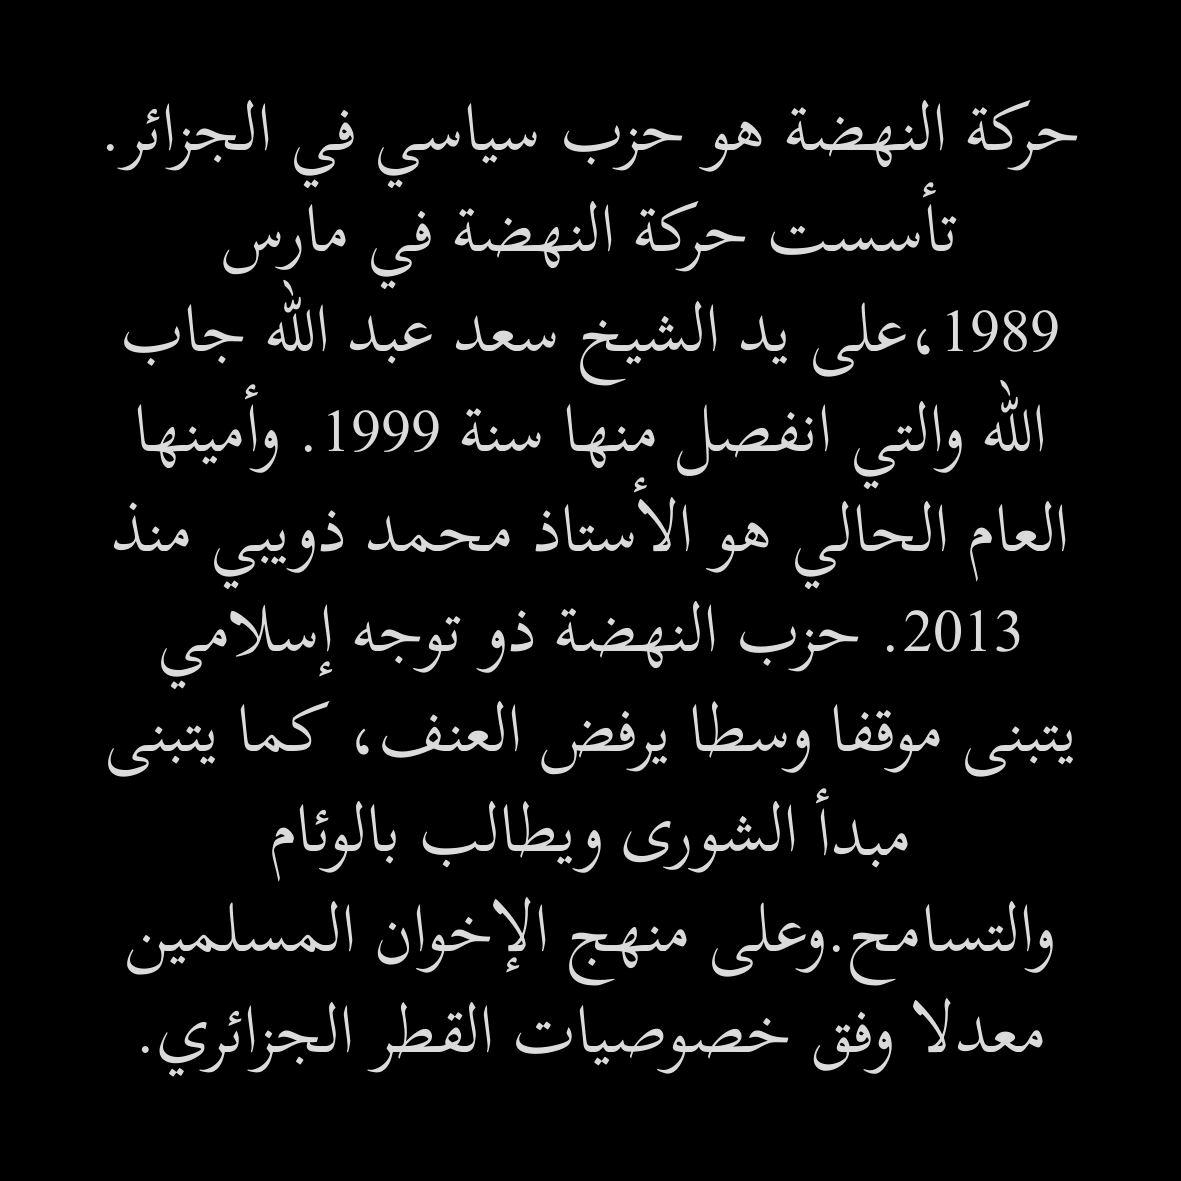 حركة النهضة هو حزب سياسي في الجزائر.
تأسست حركة النهضة في مارس
1989،على يد الشيخ سعد عبد الله جاب
الله والتي انفصل منها سنة 1999. وأمينها
العام الحالي هو الأستاذ محمد ذويبي منذ
2013. حزب النهضة ذو توجه إسلامي
يتبنى موقفا وسطا يرفض العنف، كما يتبنى
مبدأ الشورى ويطالب بالوئام
والتسامح.وعلى منهج الإخوان المسلمين
معدلا وفق خصوصيات القطر الجزائري.